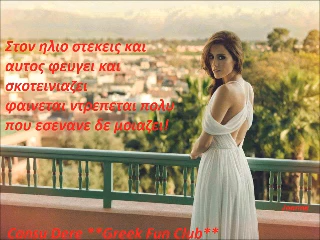 Στον ηλιο στεκεις και
αυτος φευγει και
σκοτεινιαζει
φαινεται ντρεπεται πολυ
που εσενανε δε μοιαζει!
Canva Dere **Greek Fun Club**